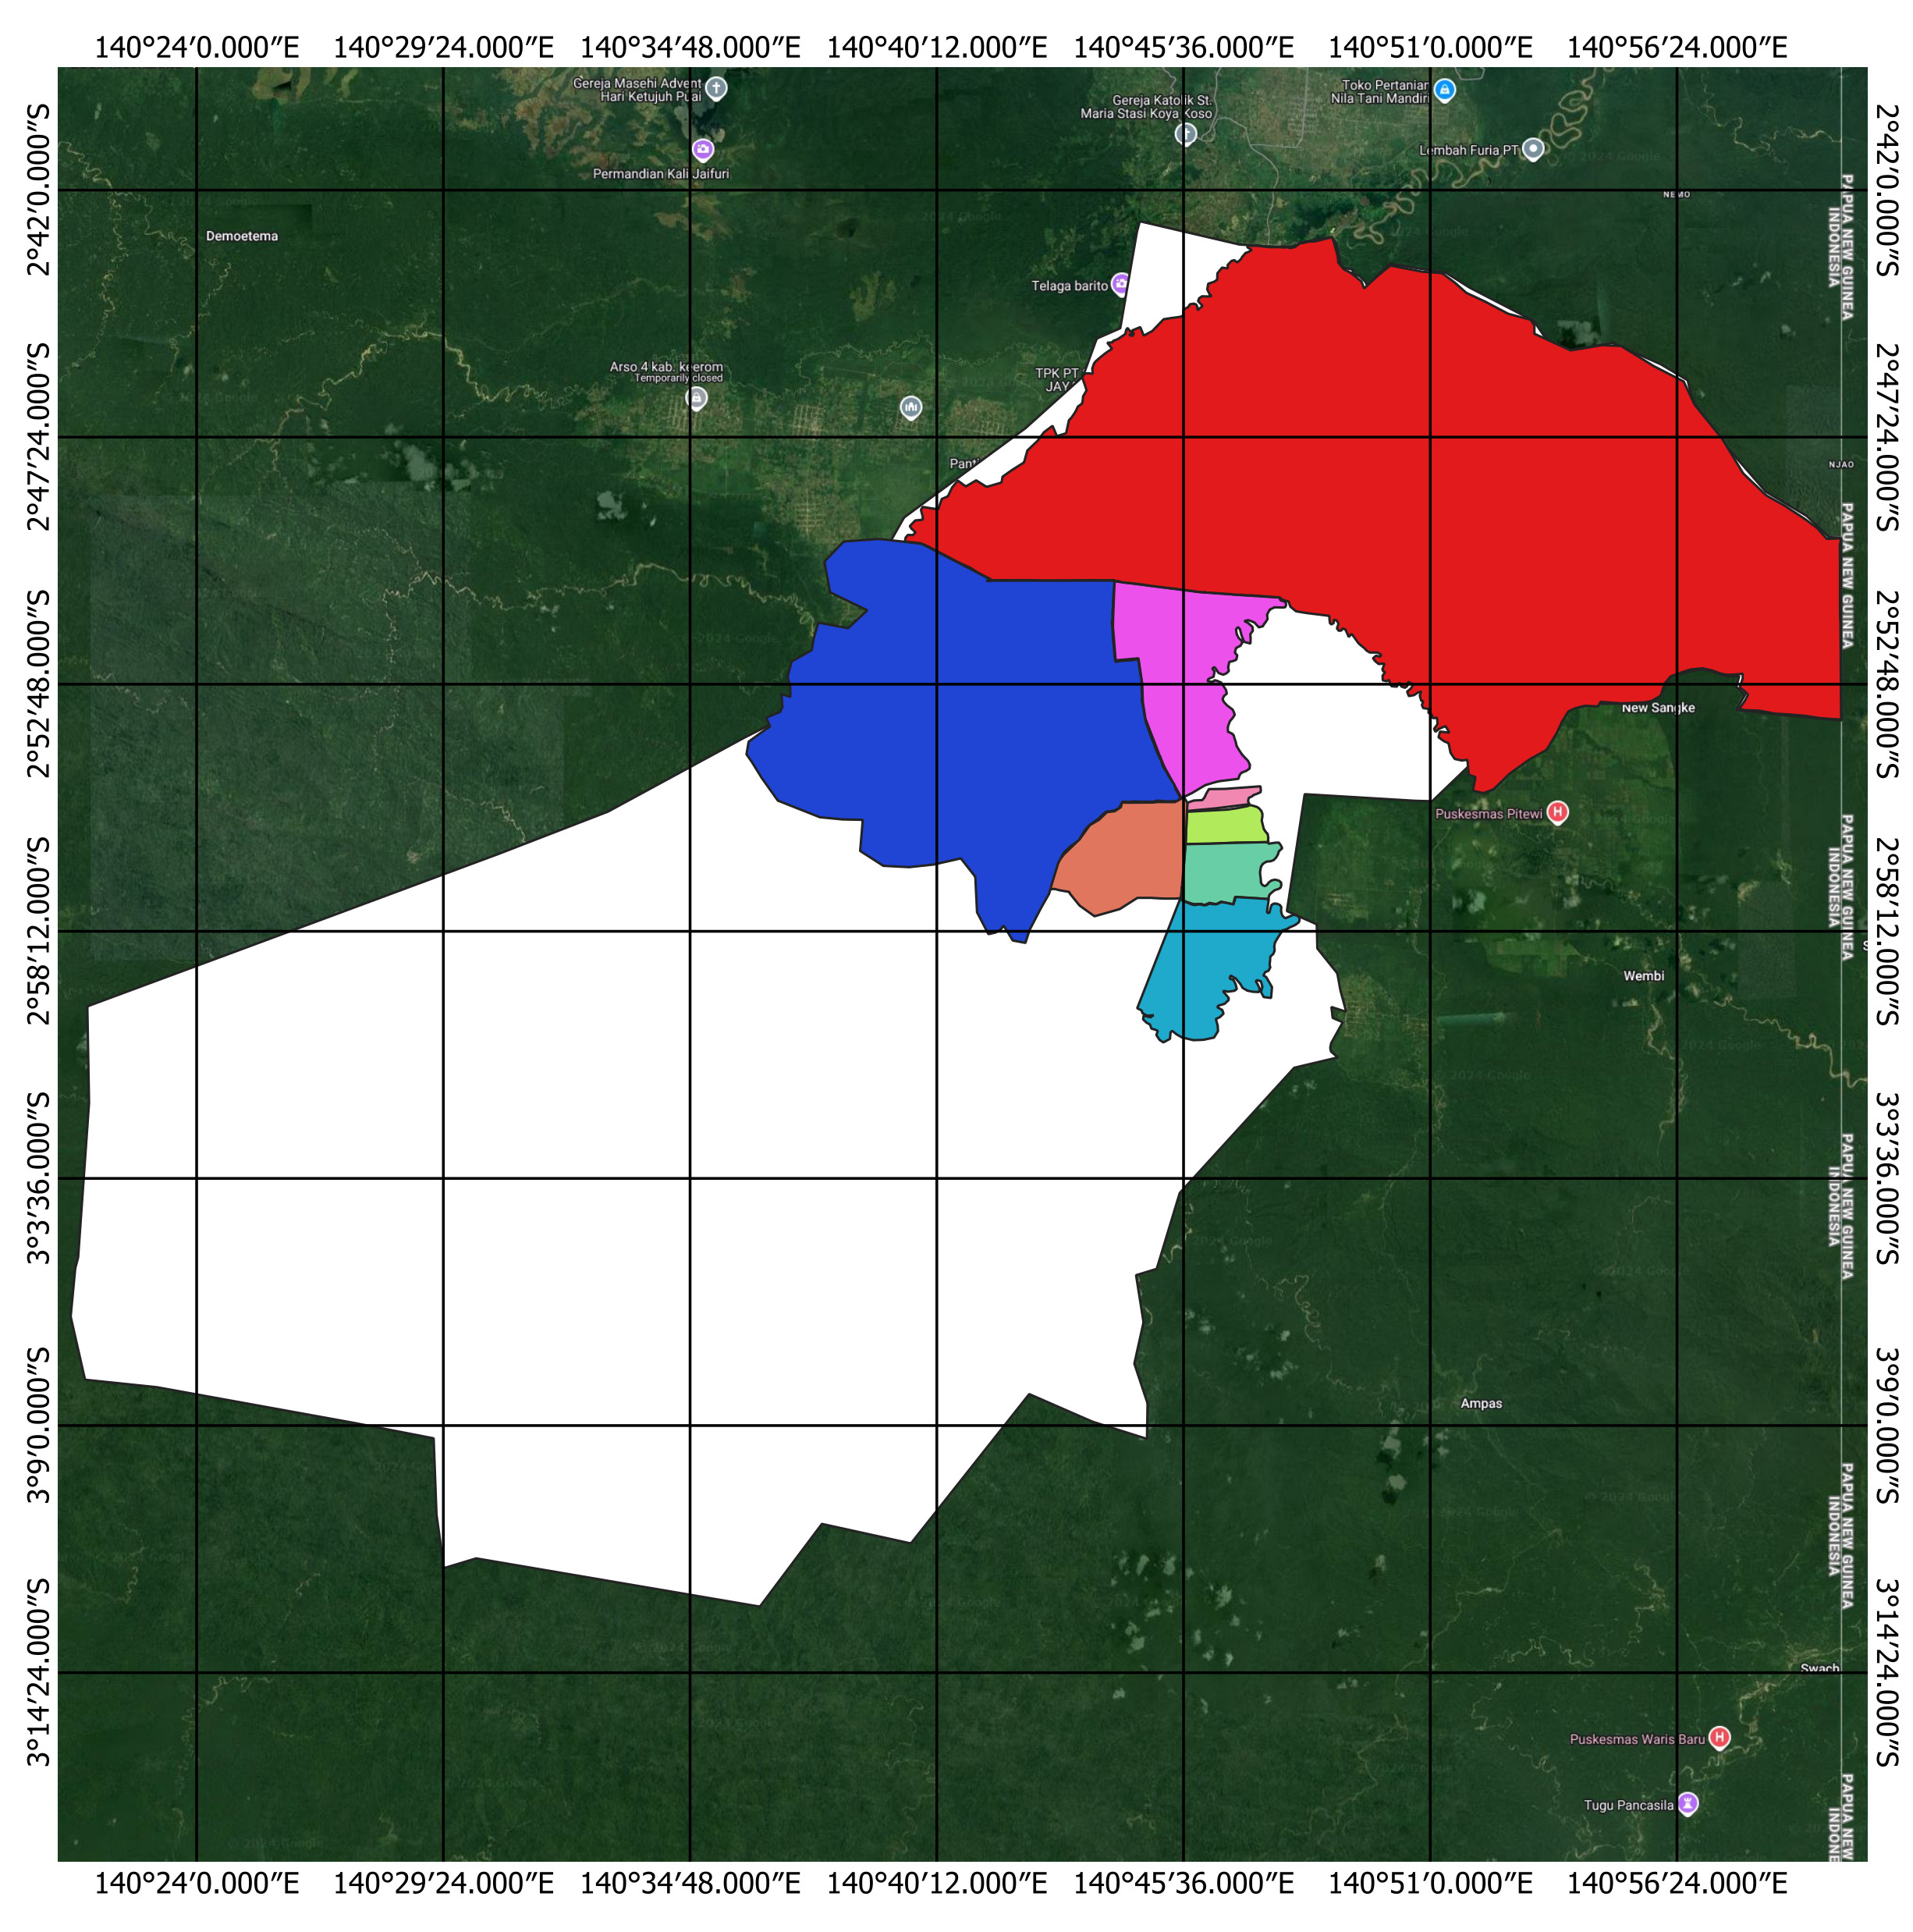 140°24′0.000″E 140°29′24.000″E 140°34′48.000″E 140°40′12.000″E 140°45′36.000″E 140°51′0.000″E 140°56′24.000″E
2°42′0.000″S
2°47′24.000″S
2°52′48.000″S
2°58′12.000″S
3°3′36.000″S
3°9′0.000″S
3°14′24.000″S
Gereja Masehi Advent
Hari Ketujuh Puai
Permandian Kali Jaifuri
Gereja Katolik St.
Maria Stasi Koya Koso
Toko Pertanian
Nila Tani Mandiri
Lembah Furia PT
NEMO
Demoetema
Telaga barito
Arso 4 kab. keerom
Temporarily closed
TPK PT
JAY
Panti
NJAO
New Sangke
Puskesmas Pitewi
Wembi
Ampas
Swach
Puskesmas Waris Baru
Tugu Pancasila
PAPUA NEW GUINEA
INDONESIA
PAPUA NEW GUINEA
PAPUA NEW GUINEA
INDONESIA
PAPUA NEW GUINEA
INDONESIA
PAPUA NEW GUINEA
INDONESIA
PAPUA NEW
INDONE
2°42′0.000″S
2°47′24.000″S
2°52′48.000″S
2°58′12.000″S
3°3′36.000″S
3°9′0.000″S
3°14′24.000″S
140°24′0.000″E 140°29′24.000″E 140°34′48.000″E 140°40′12.000″E 140°45′36.000″E 140°51′0.000″E 140°56′24.000″E